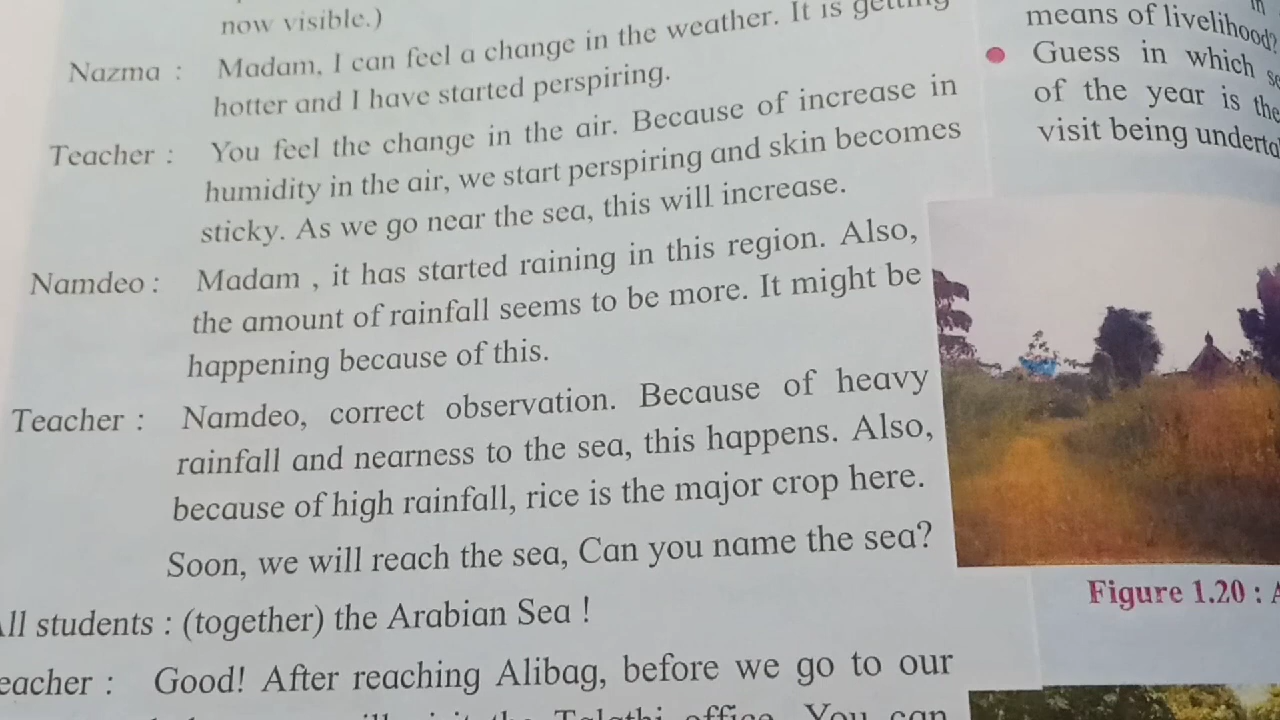 now visible.)
Nazma : Madam, I can feel a change in the weather. It is getting
hotter and I have started perspiring.
Teacher : You feel the change in the air. Because of increase in
humidity in the air, we start perspiring and skin becomes
sticky. As we go near the sea, this will increase.
Namdeo : Madam , it has started raining in this region. Also,
the amount of rainfall seems to be more. It might be
happening because of this.
Teacher : Namdeo, correct observation. Because of heavy
rainfall and nearness to the sea, this happens. Also,
because of high rainfall, rice is the major crop here.
Soon, we will reach the sea, Can you name the sea?
ll students : (together) the Arabian Sea !
eacher : Good! After reaching Alibag, before we go to our
Talathi office. You can
in
means of livelihood?
● Guess in which
of the year is the
visit being underta
Figure 1.20 :